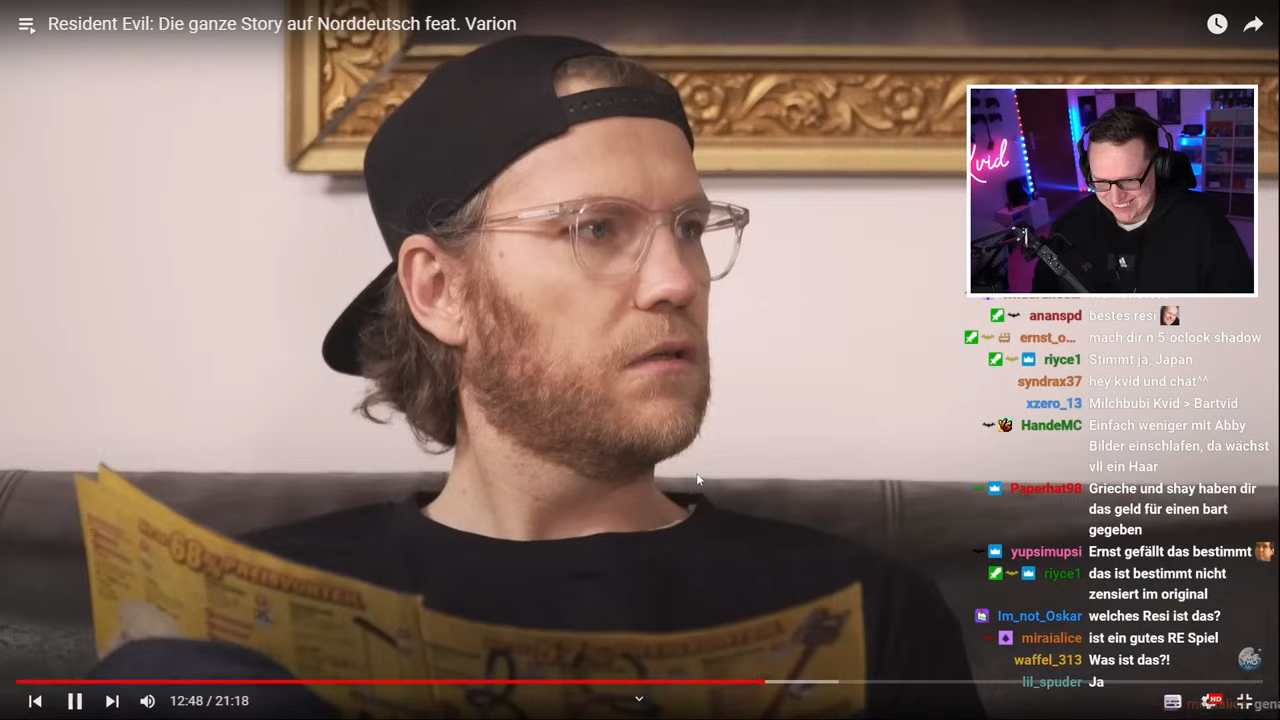 Resident Evil: Die ganze Story auf Norddeutsch feat. Varion
Kvid
ananspd bestes resi
ernst_o... mach dir n 5`oclock shadow
riyce1 Stimmt ja, Japan
syndrax37 hey kvid und chat^^
xzero_13 Milchbubi Kvid > Bartvid
HandeMC Einfach weniger mit Abby
Bilder einschlafen, da wächst
vll ein Haar
Paperhat98 Grieche und shay haben dir
das geld für einen bart
gegeben
yupsimupsi Ernst gefällt das bestimmt
riyce1 das ist bestimmt nicht
zensiert im original
Im_not_Oskar welches Resi ist das?
miraialice ist ein gutes RE Spiel
waffel_313 Was ist das?!
lil_spuder Ja
68%
12:48 / 21:18
HD